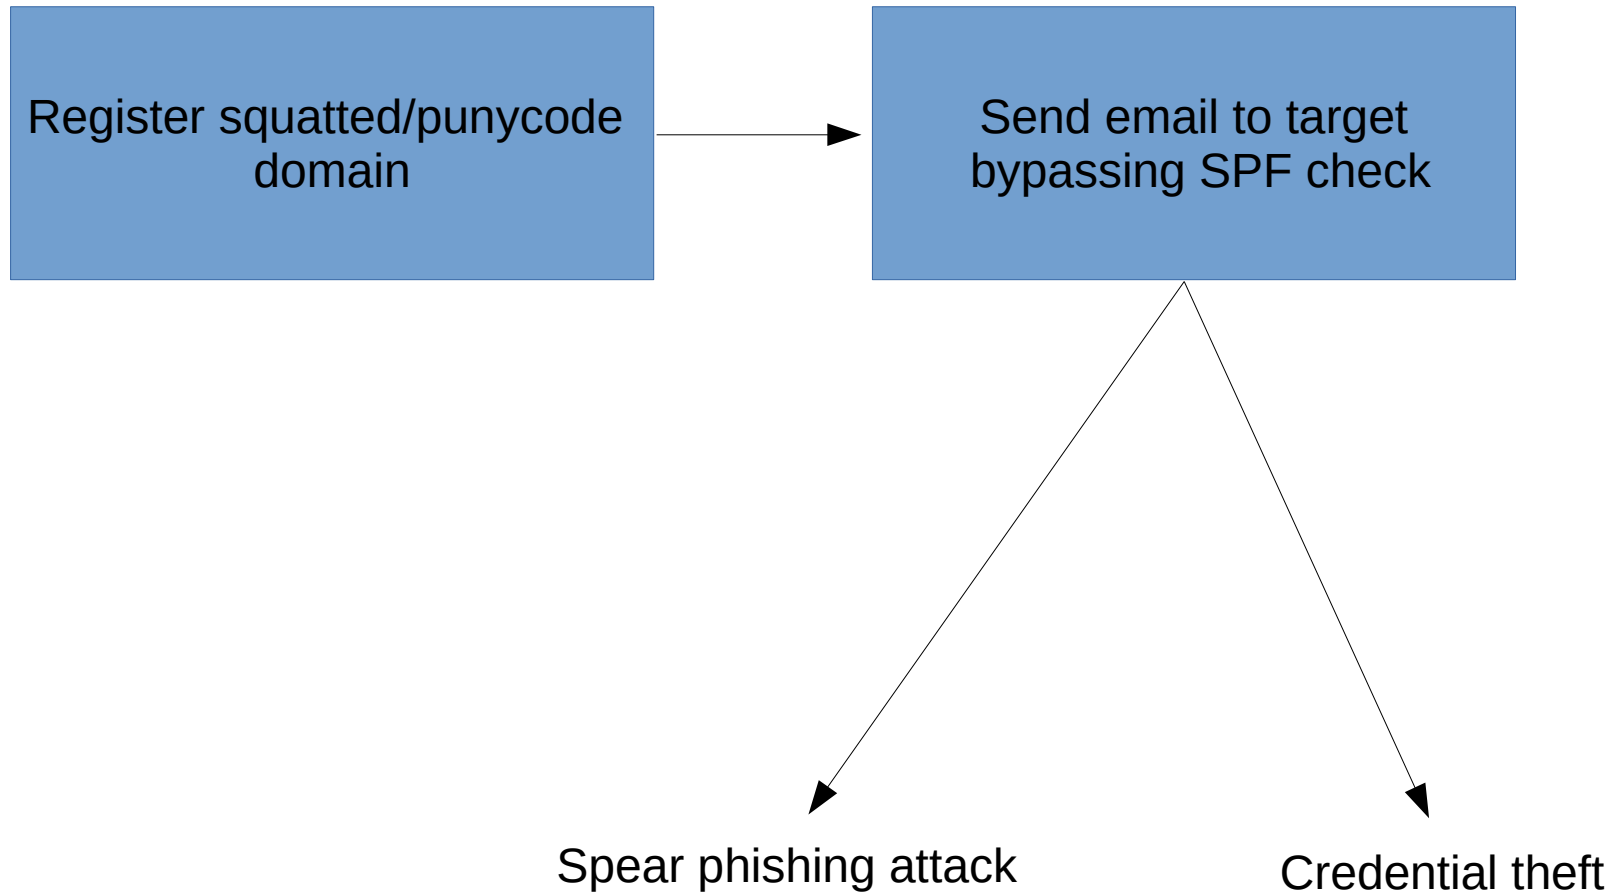 Register squatted/punycode
domain
Send email to target
bypassing SPF check
Spear phishing attack
Credential theft